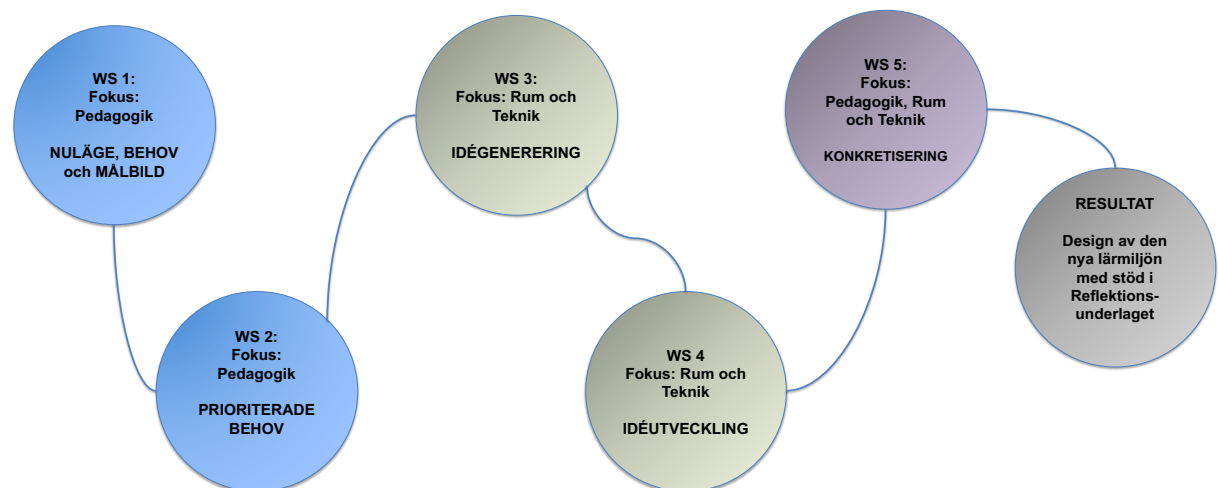 WS 1:
Fokus:
Pedagogik
NULÄGE, BEHOV
och MÅLBILD
WS 2:
Fokus:
Pedagogik
PRIORITERADE
BEHOV
WS 3:
Fokus: Rum och
Teknik
IDÉGENERERING
WS 4
Fokus: Rum och
Teknik
IDÉUTVECKLING
WS 5:
Fokus:
Pedagogik, Rum
och Teknik
KONKRETISERING
RESULTAT
Design av den
nya lärmiljön
med stöd i
Reflektions-
underlaget